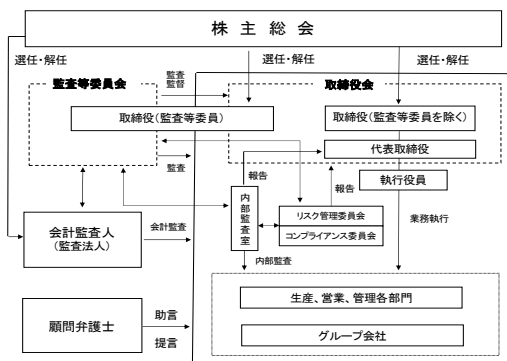 株主総会
選任・解任
選任・解任
選任・解任
監査等委員会
監査
監督
取締役会
取締役(監査等委員)
取締役(監査等委員を除く)
代表取締役
監査
執行役員
報告
報告
内部監査室
リスク管理委員会
コンプライアンス委員会
業務執行
会計監査人
(監査法人)
会計監査
内部監査
生産、営業、管理各部門
グループ会社
顧問弁護士
助言
提言